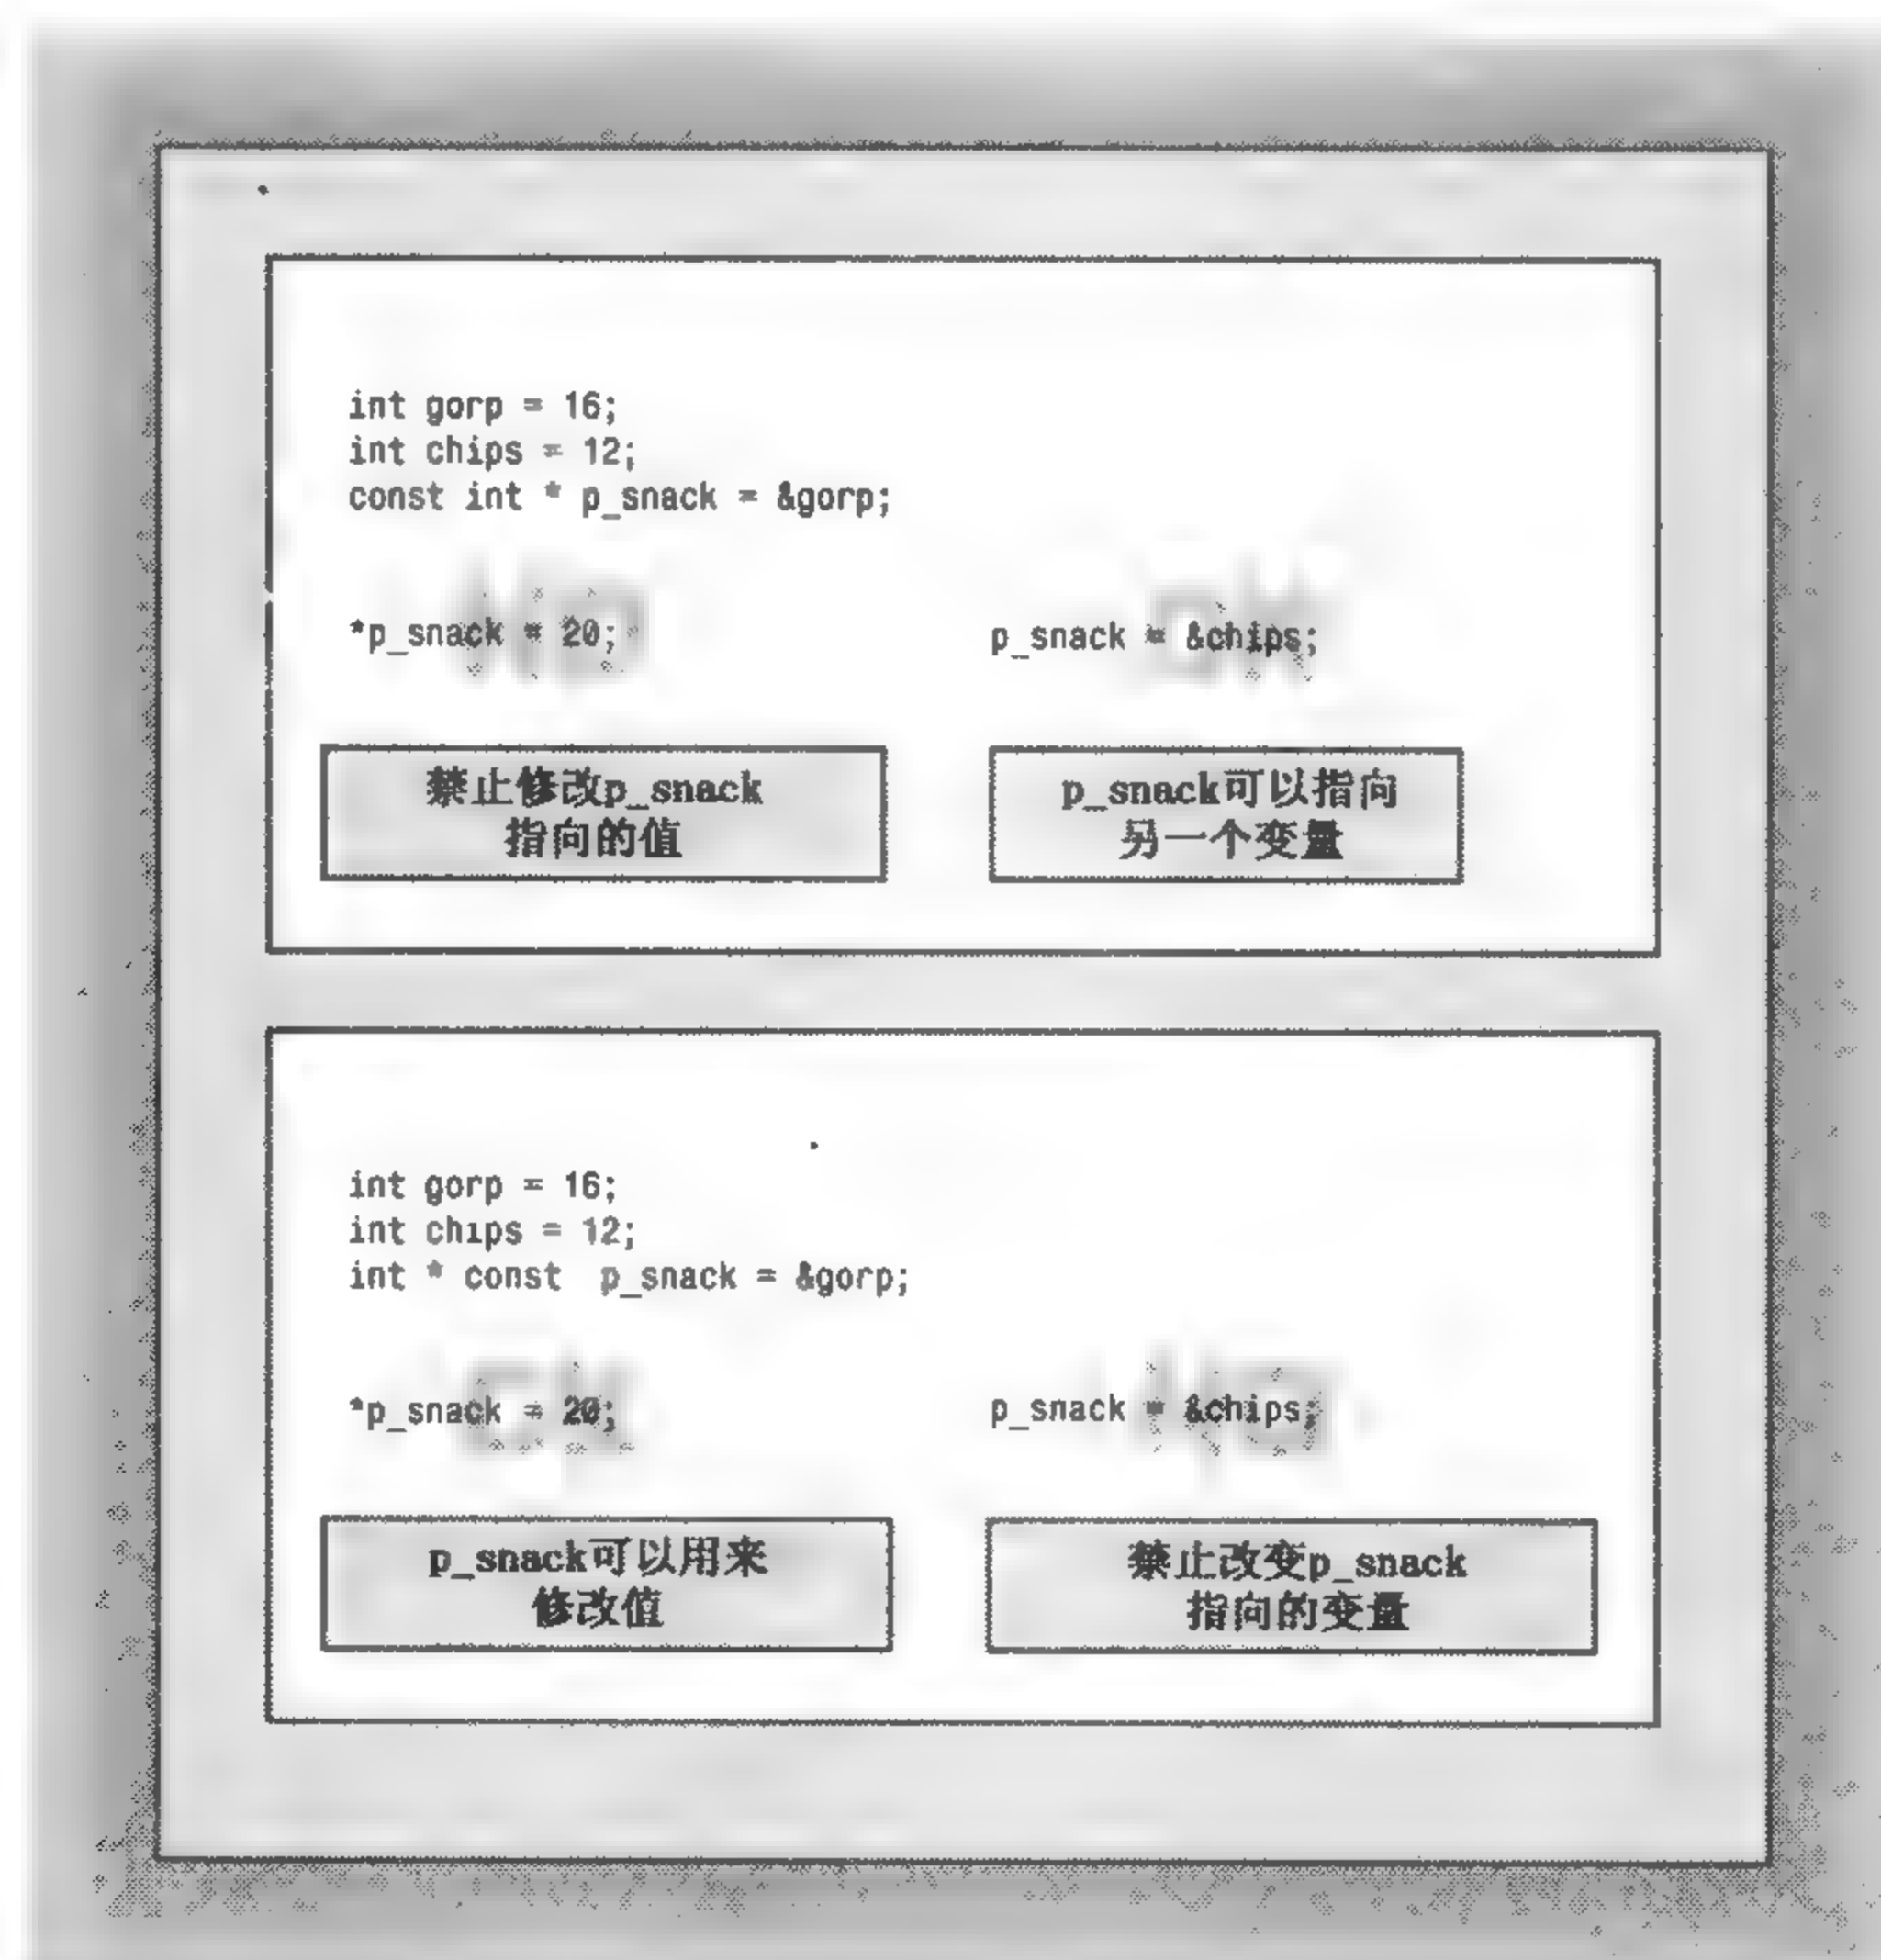 int gorp = 16;
int chips = 12;
const int * p_snack = &gorp;
*p_snack = 20;
p_snack = &chips;
禁止修改p_snack
指向的值
p_snack可以指向
另一个变量
int gorp = 16;
int chips = 12;
int * const  p_snack = &gorp;
*p_snack = 20;
p_snack = &chips;
p_snack可以用来
修改值
禁止改变p_snack
指向的变量